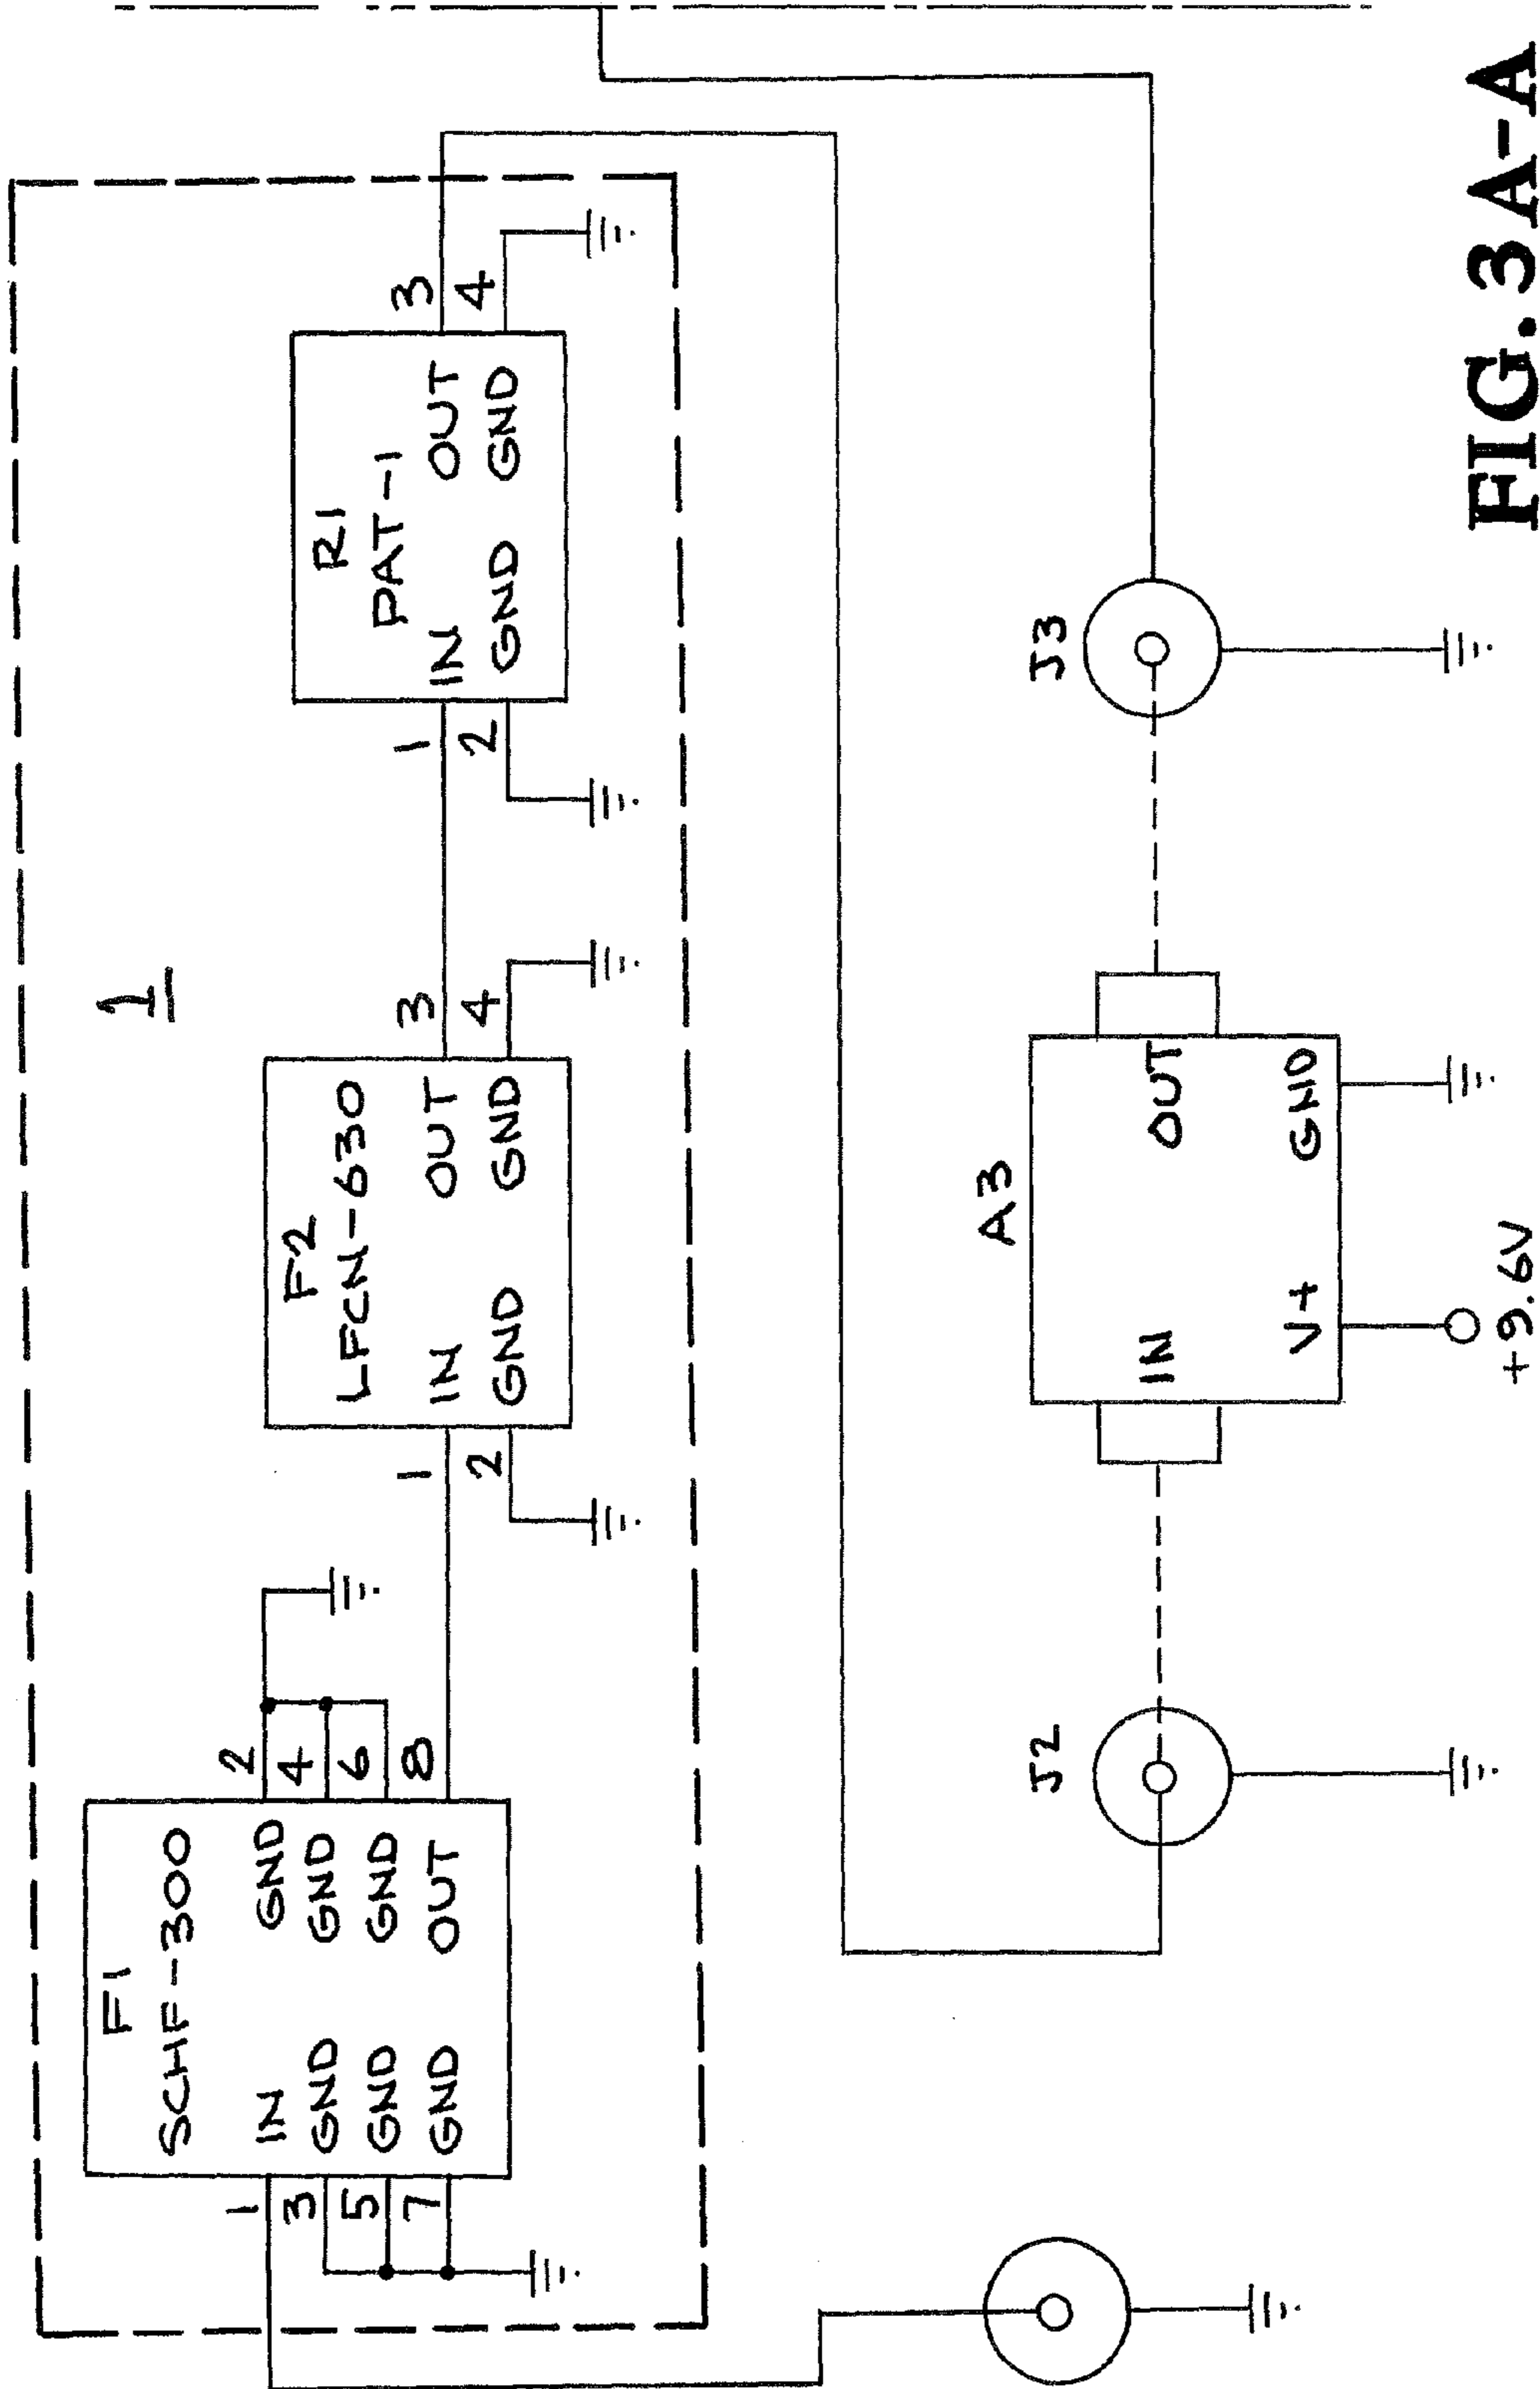 1
F1
SCHF-300
1 IN GND 2
3 GND GND 4
5 GND GND 6
7 GND OUT 8
F2
LFCN-630
1 IN OUT 3
2 GND GND 4
R1
PAT-1
1 IN OUT 3
2 GND GND 4
J2
A3
IN OUT
V+ GND
+9.6V
J3
FIG. 3A-A